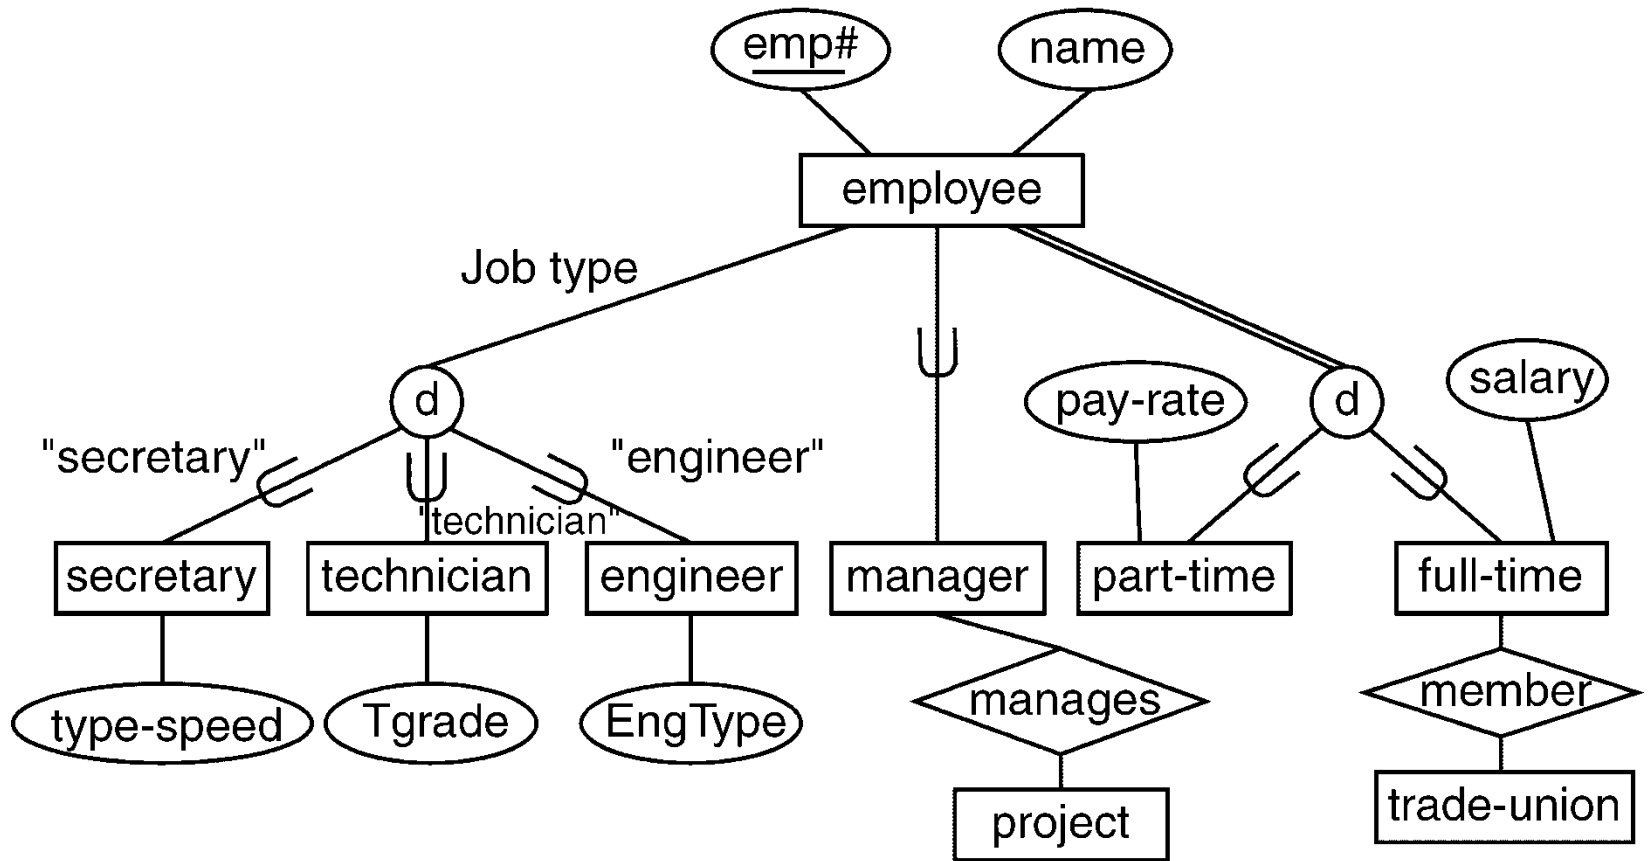 emp#
name
employee
Job type
d
pay-rate
d
salary
"secretary"
"engineer"
"technician"
secretary
technician
engineer
manager
part-time
full-time
type-speed
Tgrade
EngType
manages
member
project
trade-union